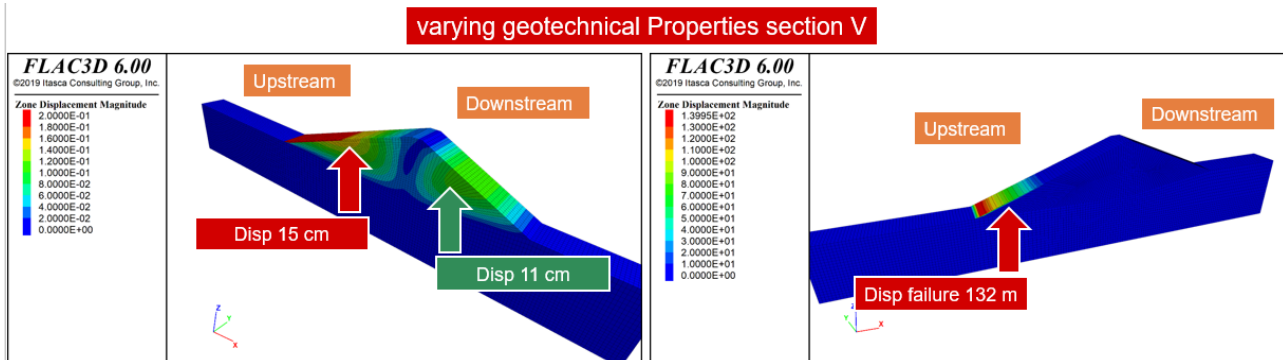 varying geotechnical Properties section V
FLAC3D 6.00
©2019 Itasca Consulting Group, Inc.
Zone Displacement Magnitude
2.0000E-01
1.8000E-01
1.6000E-01
1.4000E-01
1.2000E-01
1.0000E-01
8.0000E-02
6.0000E-02
4.0000E-02
2.0000E-02
0.0000E+00
Upstream
Downstream
Disp 15 cm
Disp 11 cm
Z
Y
X
FLAC3D 6.00
©2019 Itasca Consulting Group, Inc.
Zone Displacement Magnitude
1.3995E+02
1.3000E+02
1.2000E+02
1.1000E+02
1.0000E+02
9.0000E+01
8.0000E+01
7.0000E+01
6.0000E+01
5.0000E+01
4.0000E+01
3.0000E+01
2.0000E+01
1.0000E+01
0.0000E+00
Upstream
Downstream
Disp failure 132 m
Z
Y
X